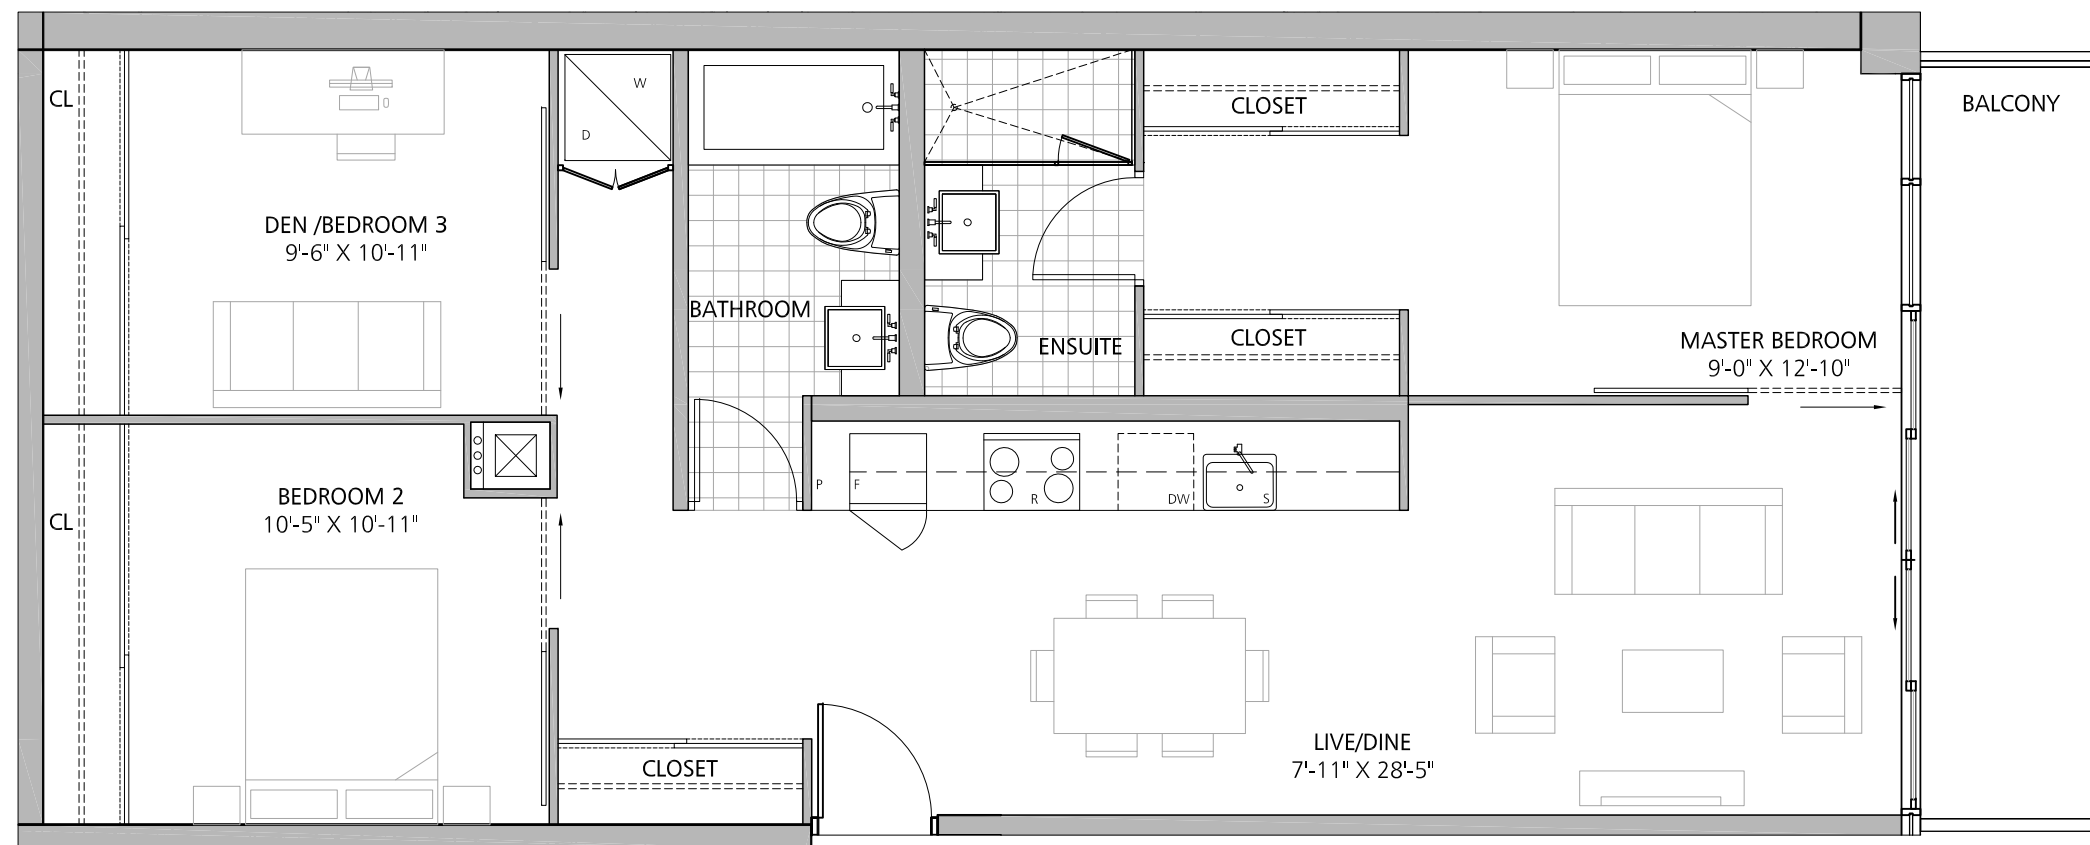 CL
DEN /BEDROOM 3
9'-6" X 10'-11"
W
D
BATHROOM
ENSUITE
CLOSET
CLOSET
MASTER BEDROOM
9'-0" X 12'-10"
BALCONY
CL
BEDROOM 2
10'-5" X 10'-11"
P
F
R
DW
S
CLOSET
LIVE/DINE
7'-11" X 28'-5"